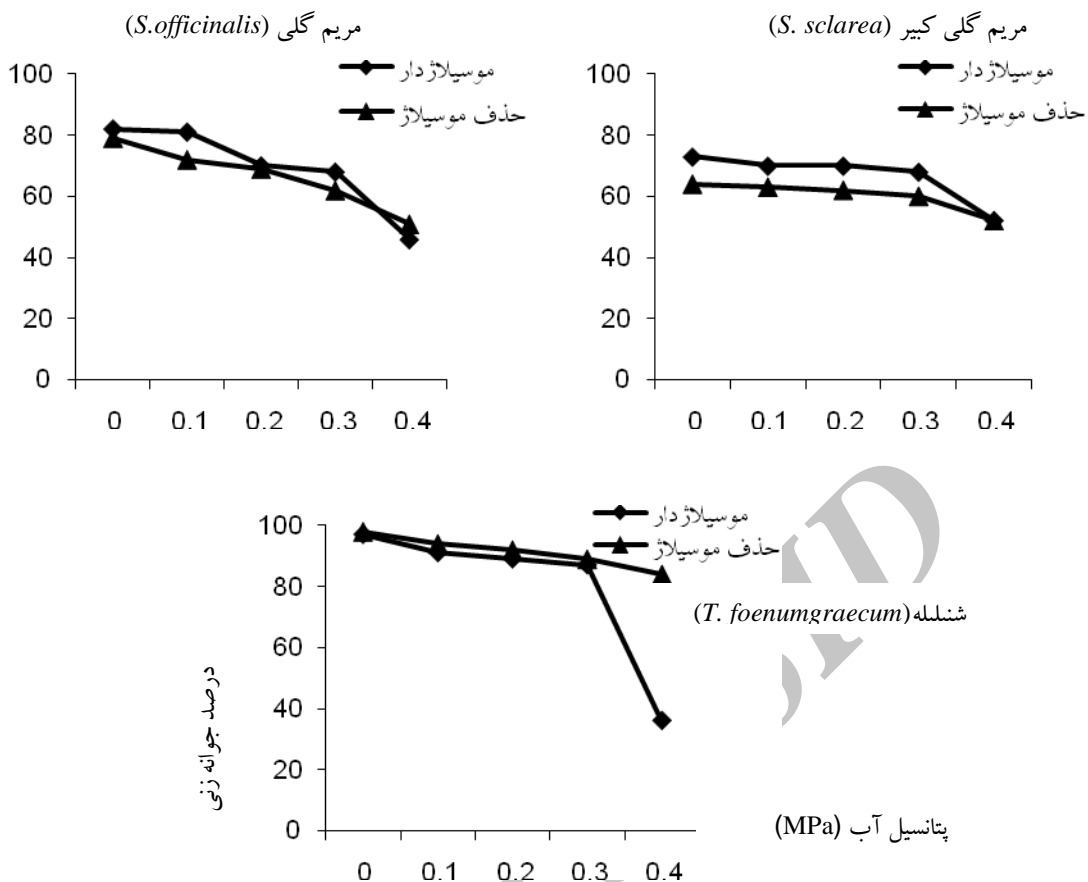 مریم گلی (S.officinalis)
موسیلاژدار
حذف موسیلاژ
100
80
60
40
20
0
0 0.1 0.2 0.3 0.4
مریم گلی کبیر (S. sclarea)
موسیلاژدار
حذف موسیلاژ
100
80
60
40
20
0
0 0.1 0.2 0.3 0.4
موسیلاژدار
حذف موسیلاژ
شنلیله (T. foenumgraecum)
درصد جوانه زنی
100
80
60
40
20
0
0 0.1 0.2 0.3 0.4
پتانسیل آب (MPa)